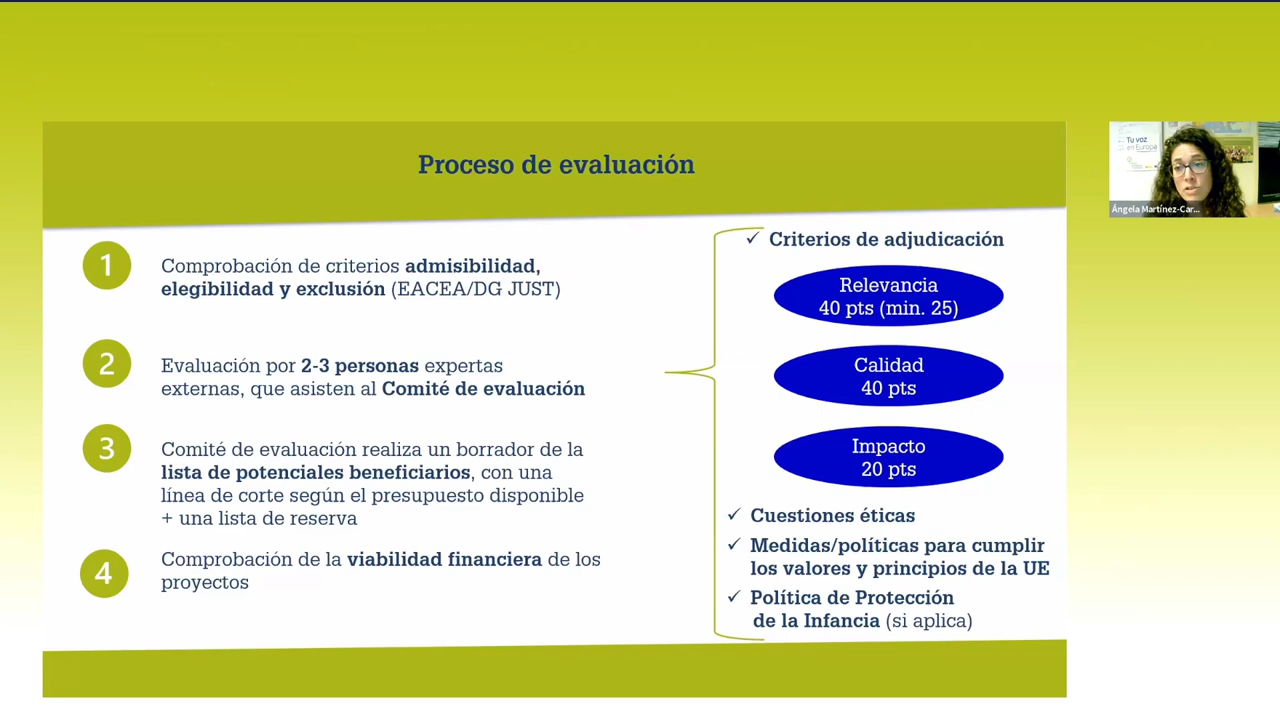 Proceso de evaluación
1
Comprobación de criterios admisibilidad,
elegibilidad y exclusión (EACEA/DG JUST)
2
Evaluación por 2-3 personas expertas
externas, que asisten al Comité de evaluación
3
Comité de evaluación realiza un borrador de la
lista de potenciales beneficiarios, con una
línea de corte según el presupuesto disponible
+ una lista de reserva
4
Comprobación de la viabilidad financiera de los
proyectos
✓ Criterios de adjudicación
Relevancia
40 pts (min. 25)
Calidad
40 pts
Impacto
20 pts
✓ Cuestiones éticas
✓ Medidas/políticas para cumplir
los valores y principios de la UE
✓ Política de Protección
de la Infancia (si aplica)
Tu voz
en Europa
Ángela Martínez-Car...